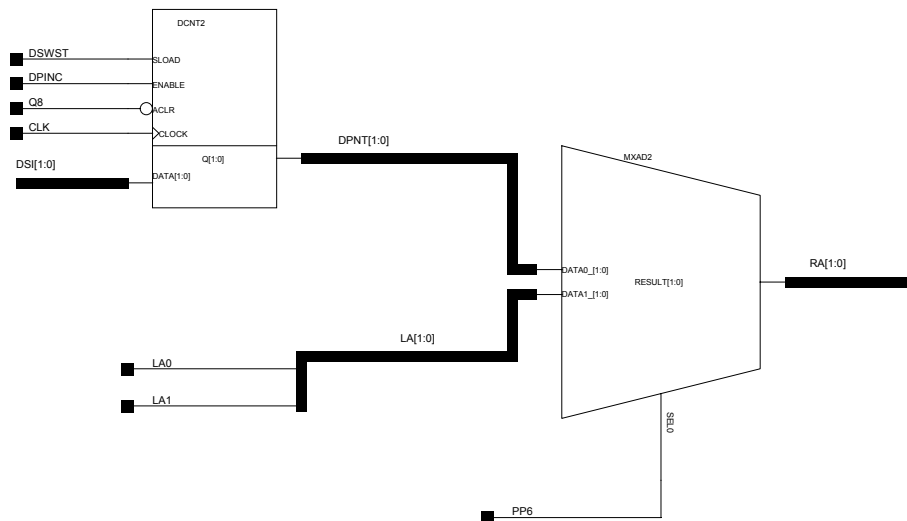 DCNT2
DSWST
SLOAD
DPINC
ENABLE
Q8
ACLR
CLK
CLOCK
DPNT[1:0]
Q[1:0]
DSI[1:0]
DATA[1:0]
MXAD2
DATA0_[1:0]
RA[1:0]
RESULT[1:0]
DATA1_[1:0]
LA[1:0]
LA0
LA1
SEL0
PP6